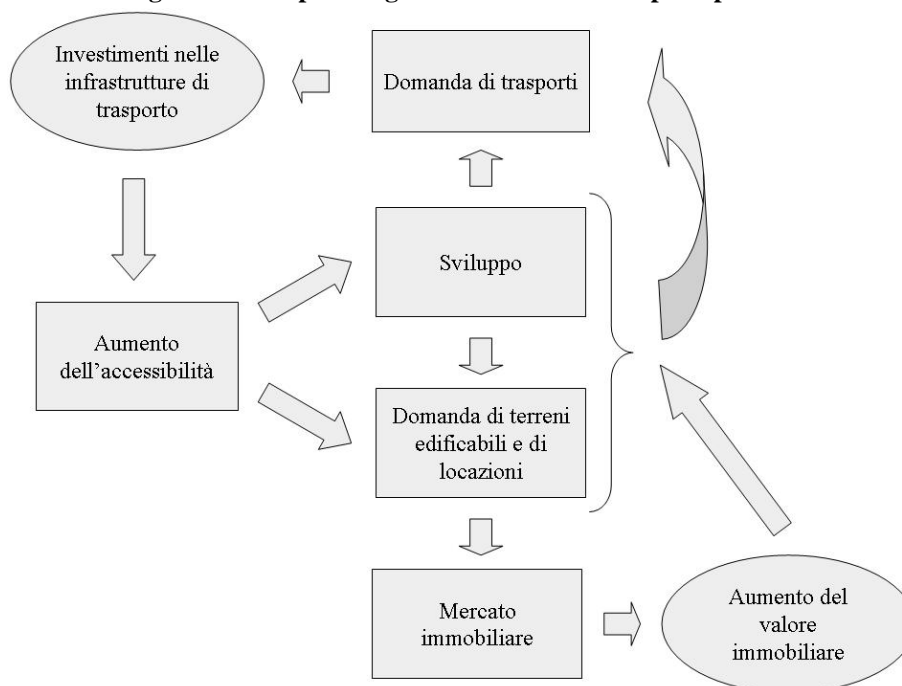 Investimenti nelle
infrastrutture di
trasporto
Domanda di trasporti
Sviluppo
Aumento
dell’accessibilità
Domanda di terreni
edificabili e di
locazioni
Mercato
immobiliare
Aumento del
valore
immobiliare